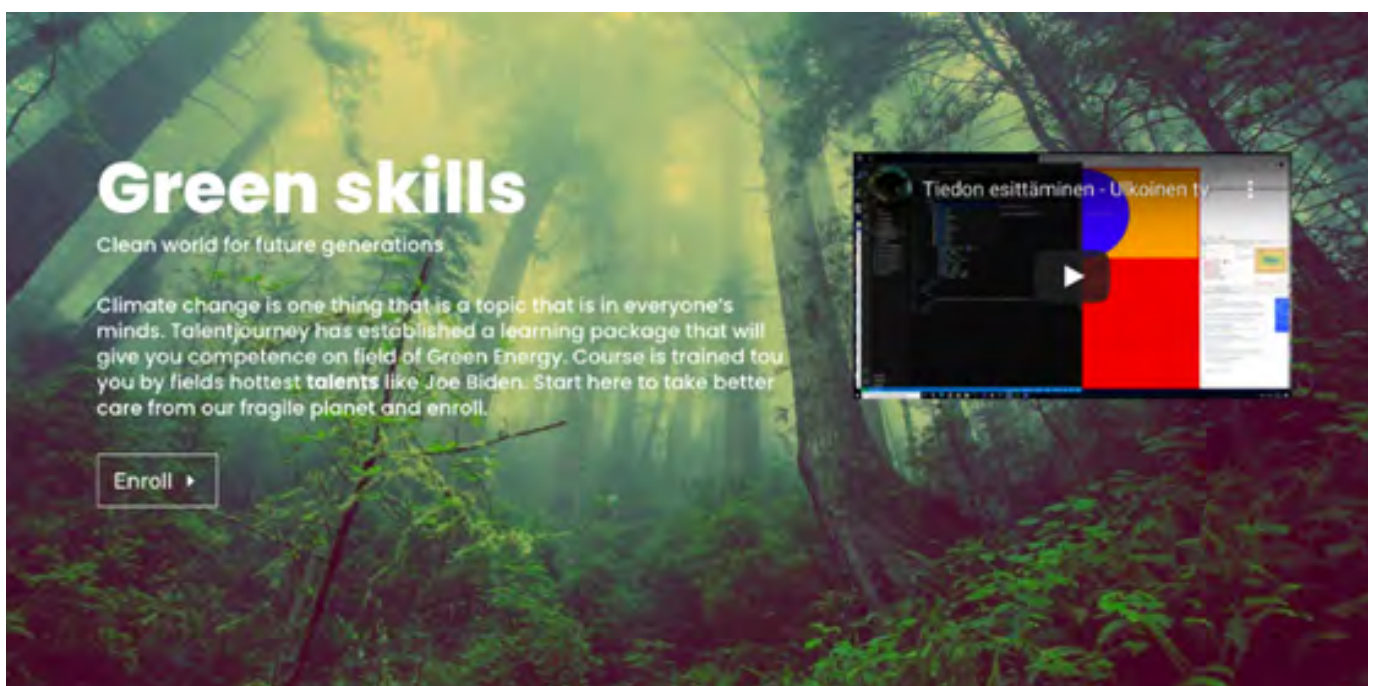 Green skills
Clean world for future generations
Climate change is one thing that is a topic that is in everyone's
minds. Talentjourney has established a learning package that will
give you competence on field of Green Energy. Course is trained tou
you by fields hottest talents like Joe Biden. Start here to take better
care from our fragile planet and enroll.
Enroll
Tiedon esittäminen - Ulkoinen ty